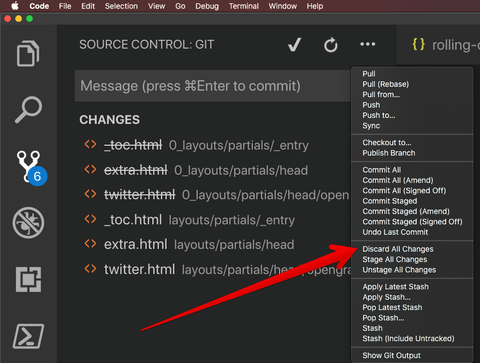 Code File Edit Selection View Go Debug Terminal Window Help
SOURCE CONTROL: GIT
{} rolling-
Message (press ⌘Enter to commit)
CHANGES
_toc.html 0_layouts/partials/_entry
extra.html 0_layouts/partials/head
twitter.html 0_layouts/partials/head/open
_toc.html layouts/partials/_entry
extra.html layouts/partials/head
twitter.html layouts/partials/head/opengra
6
Pull
Pull (Rebase)
Pull from...
Push
Push to...
Sync
Checkout to...
Publish Branch
Commit All
Commit All (Amend)
Commit All (Signed Off)
Commit Staged
Commit Staged (Amend)
Commit Staged (Signed Off)
Undo Last Commit
Discard All Changes
Stage All Changes
Unstage All Changes
Apply Latest Stash
Apply Stash...
Pop Latest Stash
Pop Stash...
Stash
Stash (Include Untracked)
Show Git Output